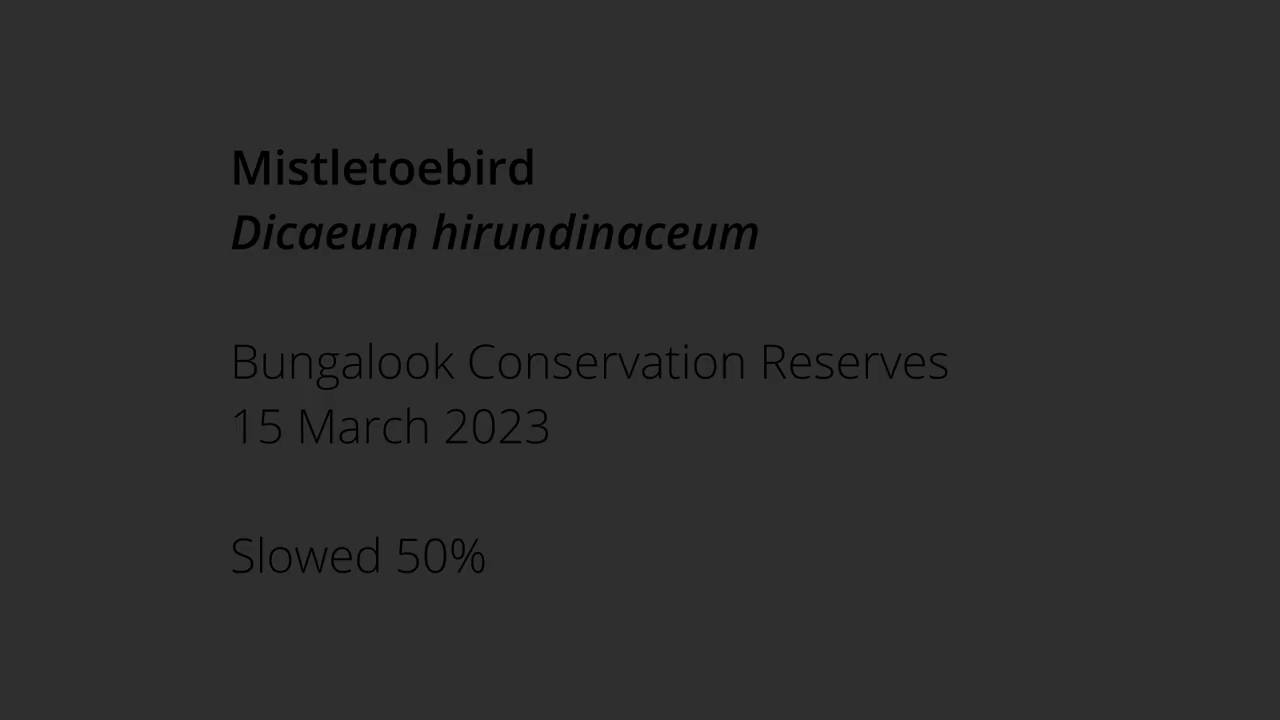 Mistletoebird
Dicaeum hirundinaceum
Bungalook Conservation Reserves
15 March 2023
Slowed 50%